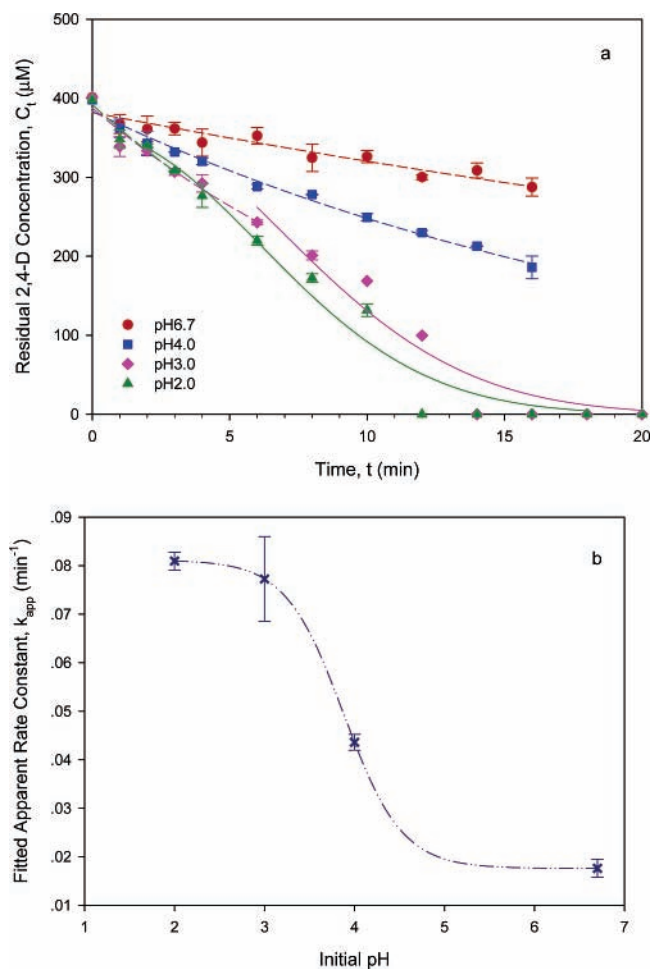 a
500
400
300
200
100
0
Residual 2,4-D Concentration, Cₜ (μM)
pH6.7
pH4.0
pH3.0
pH2.0
0 5 10 15 20
Time, t (min)
b
.09
.08
.07
.06
.05
.04
.03
.02
.01
Fitted Apparent Rate Constant, kₐₚₚ (min⁻¹)
1 2 3 4 5 6 7
Initial pH